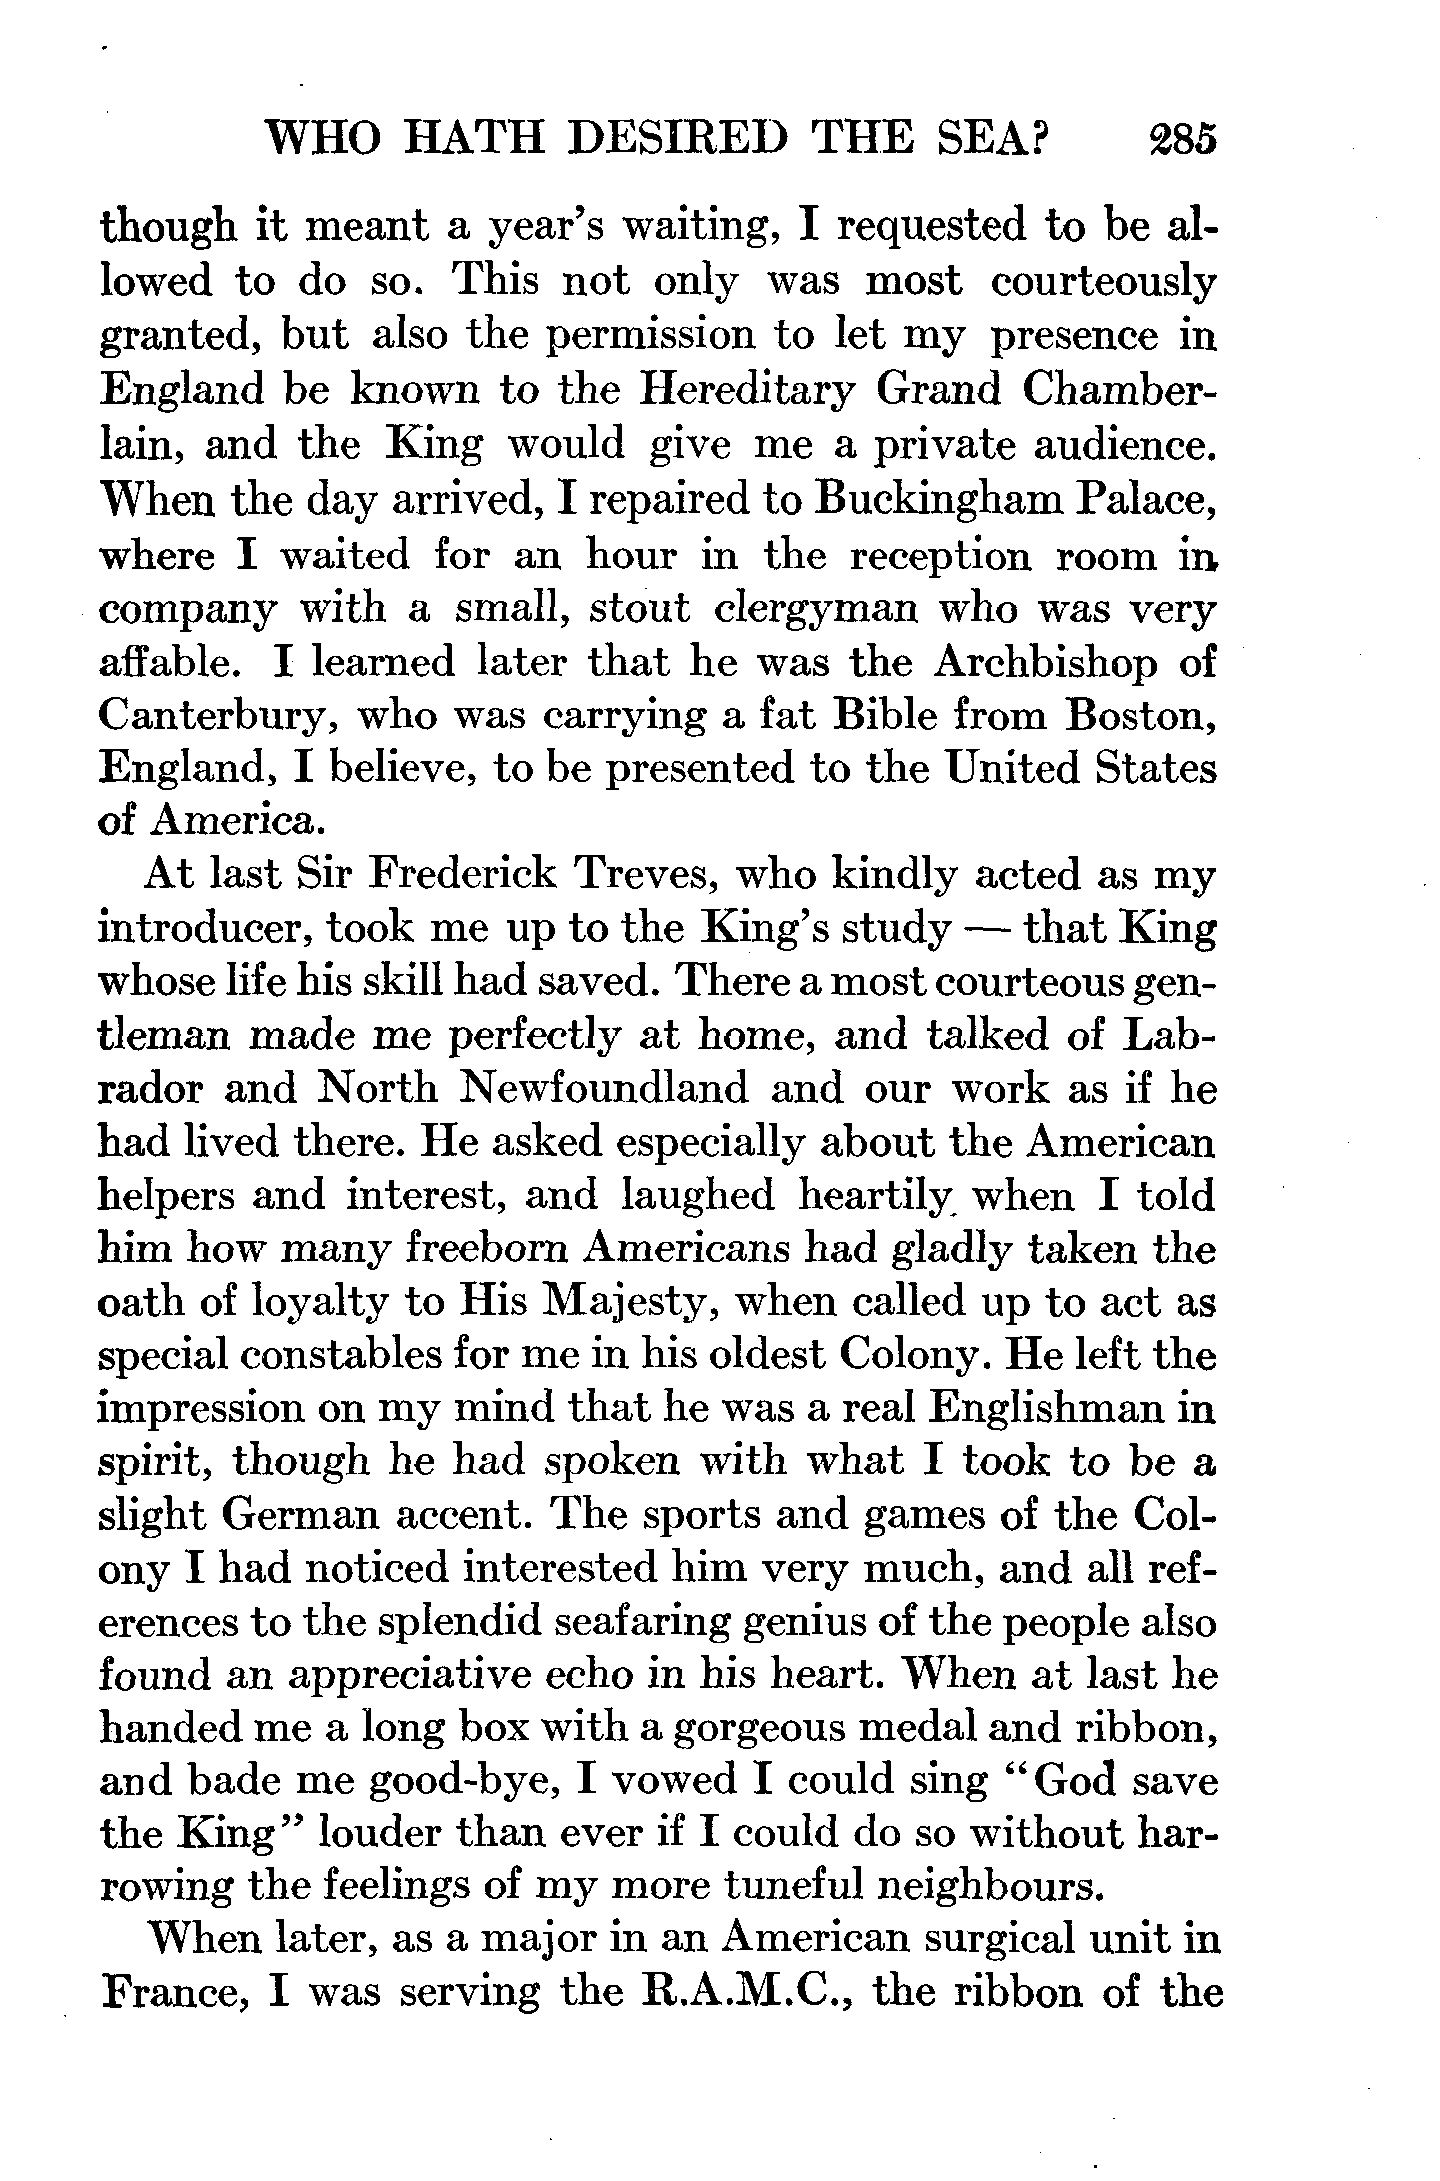 WHO HATH DESIRED THE SEA? 285
though it meant a year's waiting, I requested to be al-
lowed to do so. This not only was most courteously
granted, but also the permission to let my presence in
England be known to the Hereditary Grand Chamber-
lain, and the King would give me a private audience.
When the day arrived, I repaired to Buckingham Palace,
where I waited for an hour in the reception room in
company with a small, stout clergyman who was very
affable. I learned later that he was the Archbishop of
Canterbury, who was carrying a fat Bible from Boston,
England, I believe, to be presented to the United States
of America.
At last Sir Frederick Treves, who kindly acted as my
introducer, took me up to the King's study — that King
whose life his skill had saved. There a most courteous gen-
tleman made me perfectly at home, and talked of Lab-
rador and North Newfoundland and our work as if he
had lived there. He asked especially about the American
helpers and interest, and laughed heartily when I told
him how many freeborn Americans had gladly taken the
oath of loyalty to His Majesty, when called up to act as
special constables for me in his oldest Colony. He left the
impression on my mind that he was a real Englishman in
spirit, though he had spoken with what I took to be a
slight German accent. The sports and games of the Col-
ony I had noticed interested him very much, and all ref-
erences to the splendid seafaring genius of the people also
found an appreciative echo in his heart. When at last he
handed me a long box with a gorgeous medal and ribbon,
and bade me good-bye, I vowed I could sing "God save
the King" louder than ever if I could do so without har-
rowing the feelings of my more tuneful neighbours.
When later, as a major in an American surgical unit in
France, I was serving the R.A.M.C., the ribbon of the